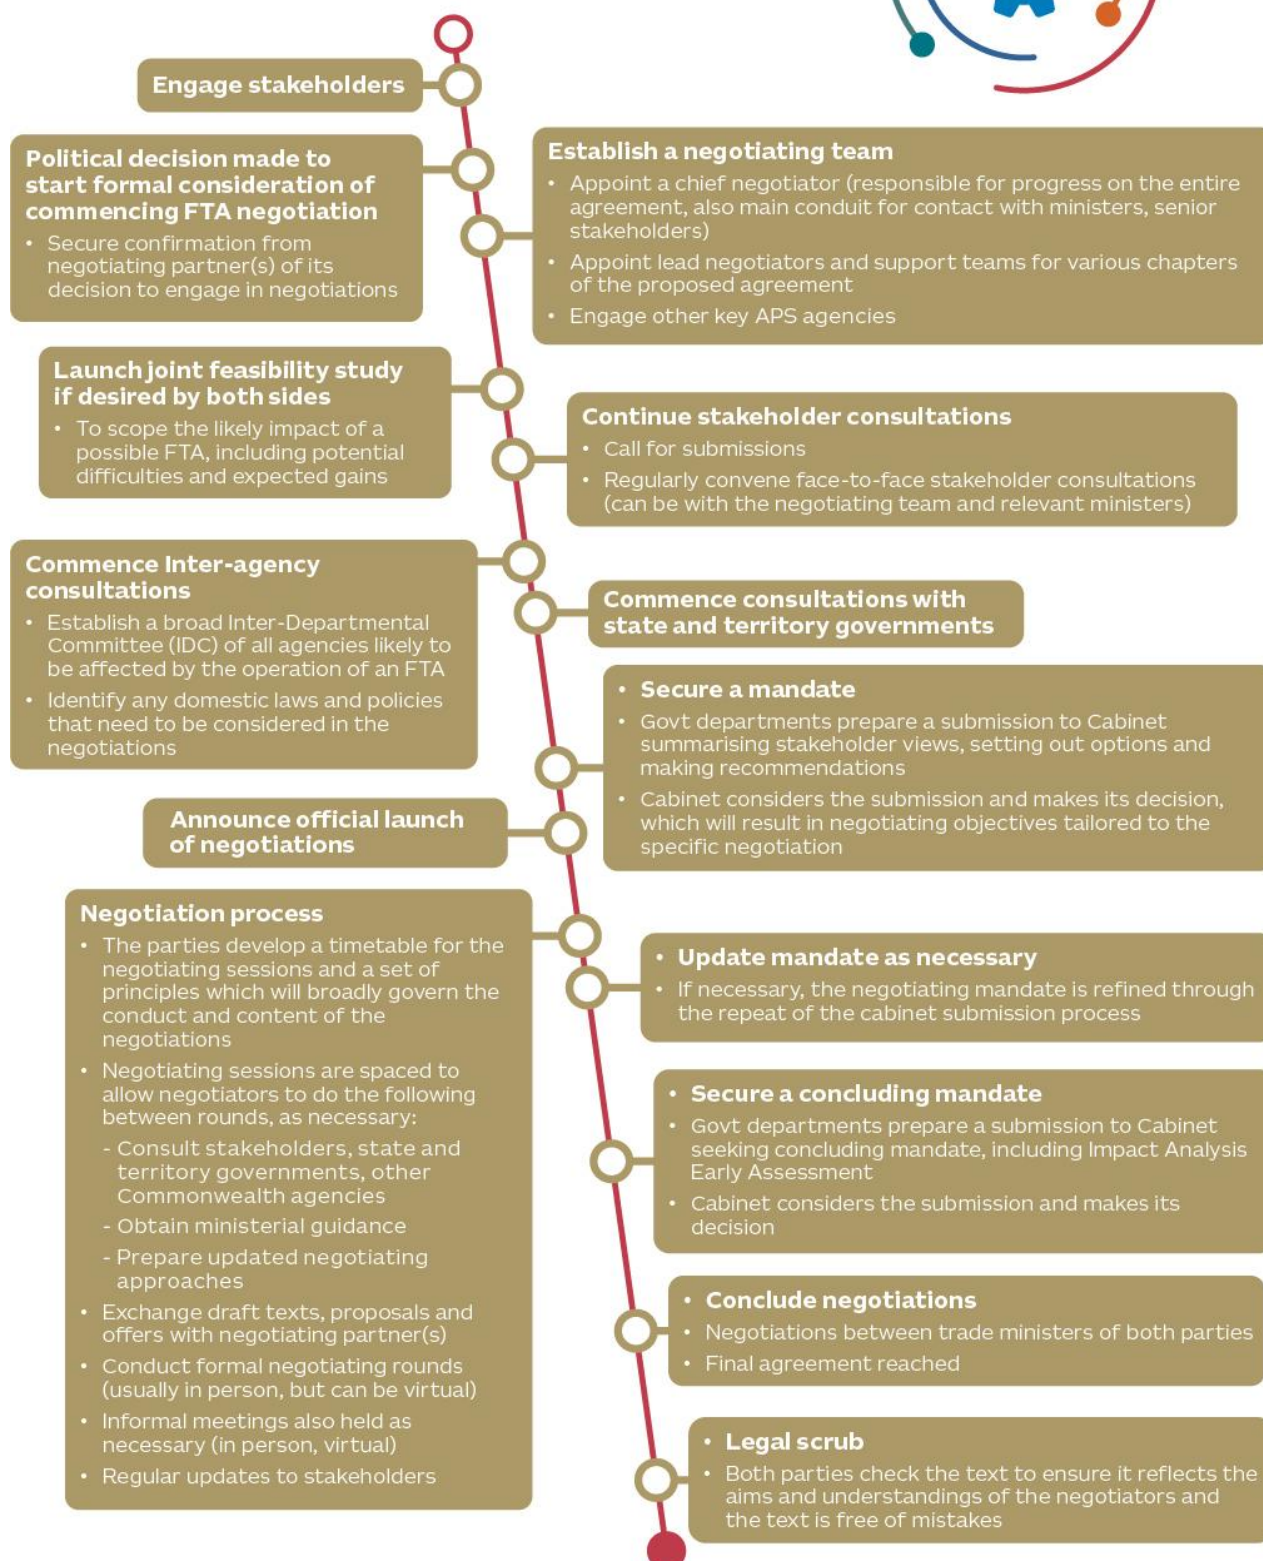 Engage stakeholders
Political decision made to
start formal consideration of
commencing FTA negotiation
• Secure confirmation from
negotiating partner(s) of its
decision to engage in negotiations
Establish a negotiating team
• Appoint a chief negotiator (responsible for progress on the entire
agreement, also main conduit for contact with ministers, senior
stakeholders)
• Appoint lead negotiators and support teams for various chapters
of the proposed agreement
• Engage other key APS agencies
Launch joint feasibility study
if desired by both sides
• To scope the likely impact of a
possible FTA, including potential
difficulties and expected gains
Continue stakeholder consultations
• Call for submissions
• Regularly convene face-to-face stakeholder consultations
(can be with the negotiating team and relevant ministers)
Commence Inter-agency
consultations
• Establish a broad Inter-Departmental
Committee (IDC) of all agencies likely to
be affected by the operation of an FTA
• Identify any domestic laws and policies
that need to be considered in the
negotiations
Commence consultations with
state and territory governments
• Secure a mandate
• Govt departments prepare a submission to Cabinet
summarising stakeholder views, setting out options and
making recommendations
• Cabinet considers the submission and makes its decision,
which will result in negotiating objectives tailored to the
specific negotiation
Announce official launch
of negotiations
Negotiation process
• The parties develop a timetable for the
negotiating sessions and a set of
principles which will broadly govern the
conduct and content of the
negotiations
• Negotiating sessions are spaced to
allow negotiators to do the following
between rounds, as necessary:
- Consult stakeholders, state and
territory governments, other
Commonwealth agencies
- Obtain ministerial guidance
- Prepare updated negotiating
approaches
• Exchange draft texts, proposals and
offers with negotiating partner(s)
• Conduct formal negotiating rounds
(usually in person, but can be virtual)
• Informal meetings also held as
necessary (in person, virtual)
• Regular updates to stakeholders
• Update mandate as necessary
• If necessary, the negotiating mandate is refined through
the repeat of the cabinet submission process
• Secure a concluding mandate
• Govt departments prepare a submission to Cabinet
seeking concluding mandate, including Impact Analysis
Early Assessment
• Cabinet considers the submission and makes its
decision
• Conclude negotiations
• Negotiations between trade ministers of both parties
• Final agreement reached
• Legal scrub
• Both parties check the text to ensure it reflects the
aims and understandings of the negotiators and
the text is free of mistakes